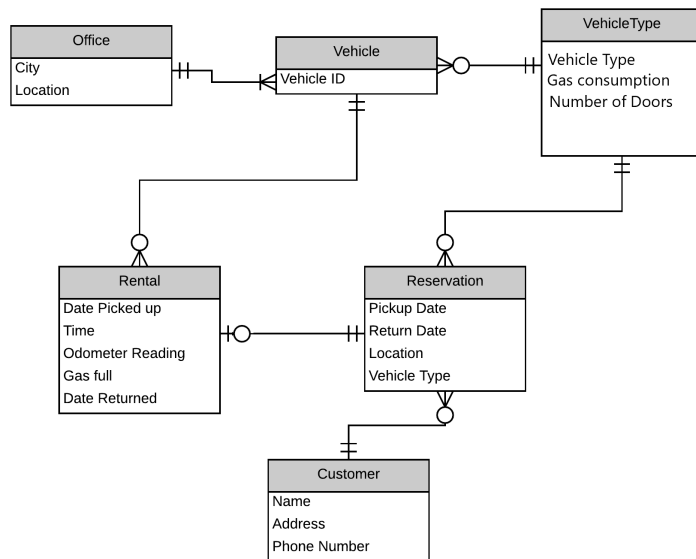 Office
City
Location
Vehicle
Vehicle ID
VehicleType
Vehicle Type
Gas consumption
Number of Doors
Rental
Date Picked up
Time
Odometer Reading
Gas full
Date Returned
Reservation
Pickup Date
Return Date
Location
Vehicle Type
Customer
Name
Address
Phone Number